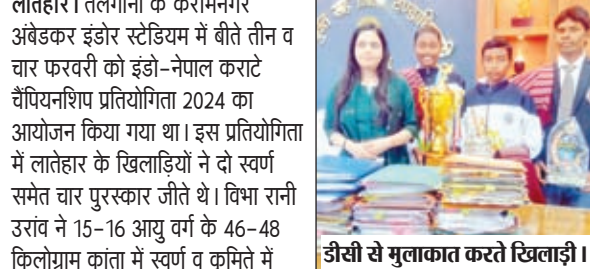 लातेहार। तेलंगाना के करीमनगर
अंबेडकर इंडोर स्टेडियम में बीते तीन व
चार फरवरी को इंडो-नेपाल कराटे
चैंपियनशिप प्रतियोगिता 2024 का
आयोजन किया गया था। इस प्रतियोगिता
में लातेहार के खिलाड़ियों ने दो स्वर्ण
समेत चार पुरस्कार जीते थे। विभा रानी
उरांव ने 15-16 आयु वर्ग के 46-48
किलोग्राम कांता में स्वर्ण व कमिते में
डीसी से मुलाकात करते खिलाड़ी।